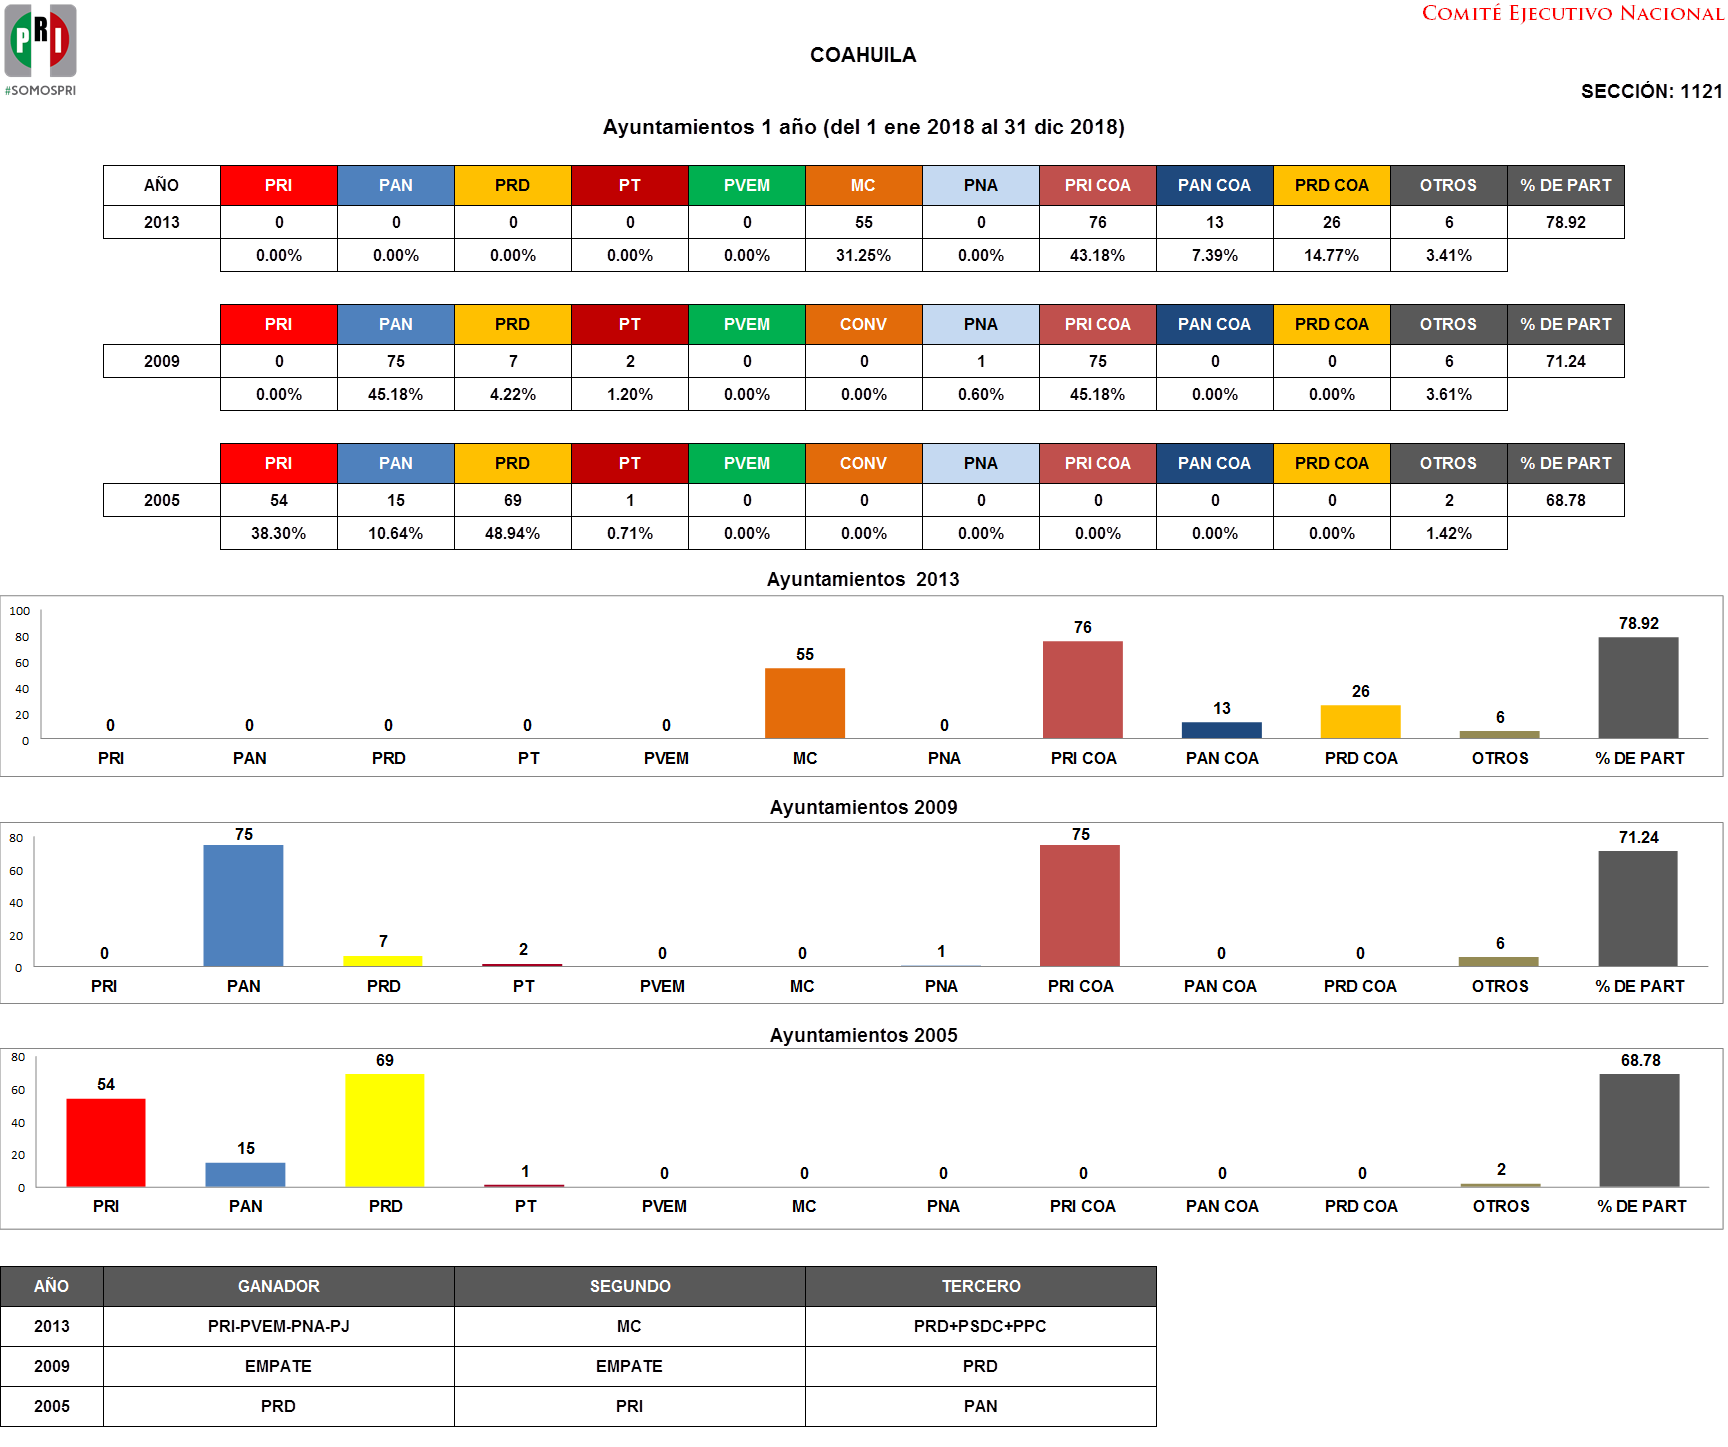 COMITÉ EJECUTIVO NACIONAL
PRI
#SOMOSPRI
COAHUILA
SECCIÓN: 1121
Ayuntamientos 1 año (del 1 ene 2018 al 31 dic 2018)
AÑO PRI PAN PRD PT PVEM MC PNA PRI COA PAN COA PRD COA OTROS % DE PART
2013 0 0 0 0 0 55 0 76 13 26 6 78.92
0.00% 0.00% 0.00% 0.00% 0.00% 31.25% 0.00% 43.18% 7.39% 14.77% 3.41%
PRI PAN PRD PT PVEM CONV PNA PRI COA PAN COA PRD COA OTROS % DE PART
2009 0 75 7 2 0 0 1 75 0 0 6 71.24
0.00% 45.18% 4.22% 1.20% 0.00% 0.00% 0.60% 45.18% 0.00% 0.00% 3.61%
PRI PAN PRD PT PVEM CONV PNA PRI COA PAN COA PRD COA OTROS % DE PART
2005 54 15 69 1 0 0 0 0 0 0 2 68.78
38.30% 10.64% 48.94% 0.71% 0.00% 0.00% 0.00% 0.00% 0.00% 0.00% 1.42%
Ayuntamientos 2013
100
80
60
40
20
0
0 0 0 0 0 55 0 76 13 26 6 78.92
PRI PAN PRD PT PVEM MC PNA PRI COA PAN COA PRD COA OTROS % DE PART
Ayuntamientos 2009
80
60
40
20
0
0 75 7 2 0 0 1 75 0 0 6 71.24
PRI PAN PRD PT PVEM MC PNA PRI COA PAN COA PRD COA OTROS % DE PART
Ayuntamientos 2005
80
60
40
20
0
54 15 69 1 0 0 0 0 0 0 2 68.78
PRI PAN PRD PT PVEM MC PNA PRI COA PAN COA PRD COA OTROS % DE PART
AÑO GANADOR SEGUNDO TERCERO
2013 PRI-PVEM-PNA-PJ MC PRD+PSDC+PPC
2009 EMPATE EMPATE PRD
2005 PRD PRI PAN